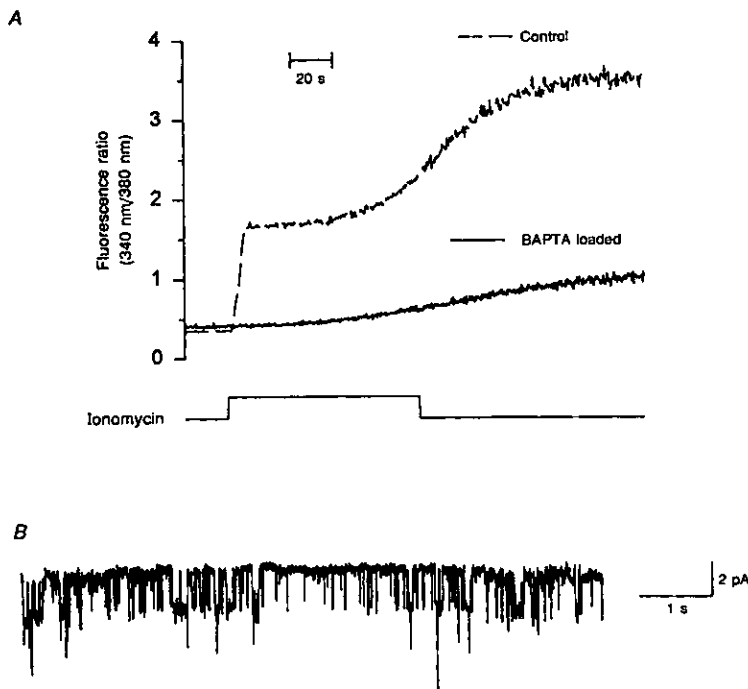 A
4
3
2
1
0
Fluorescence ratio
(340 nm/380 nm)
20 s
Control
BAPTA loaded
Ionomycin
B
2 pA
1 s